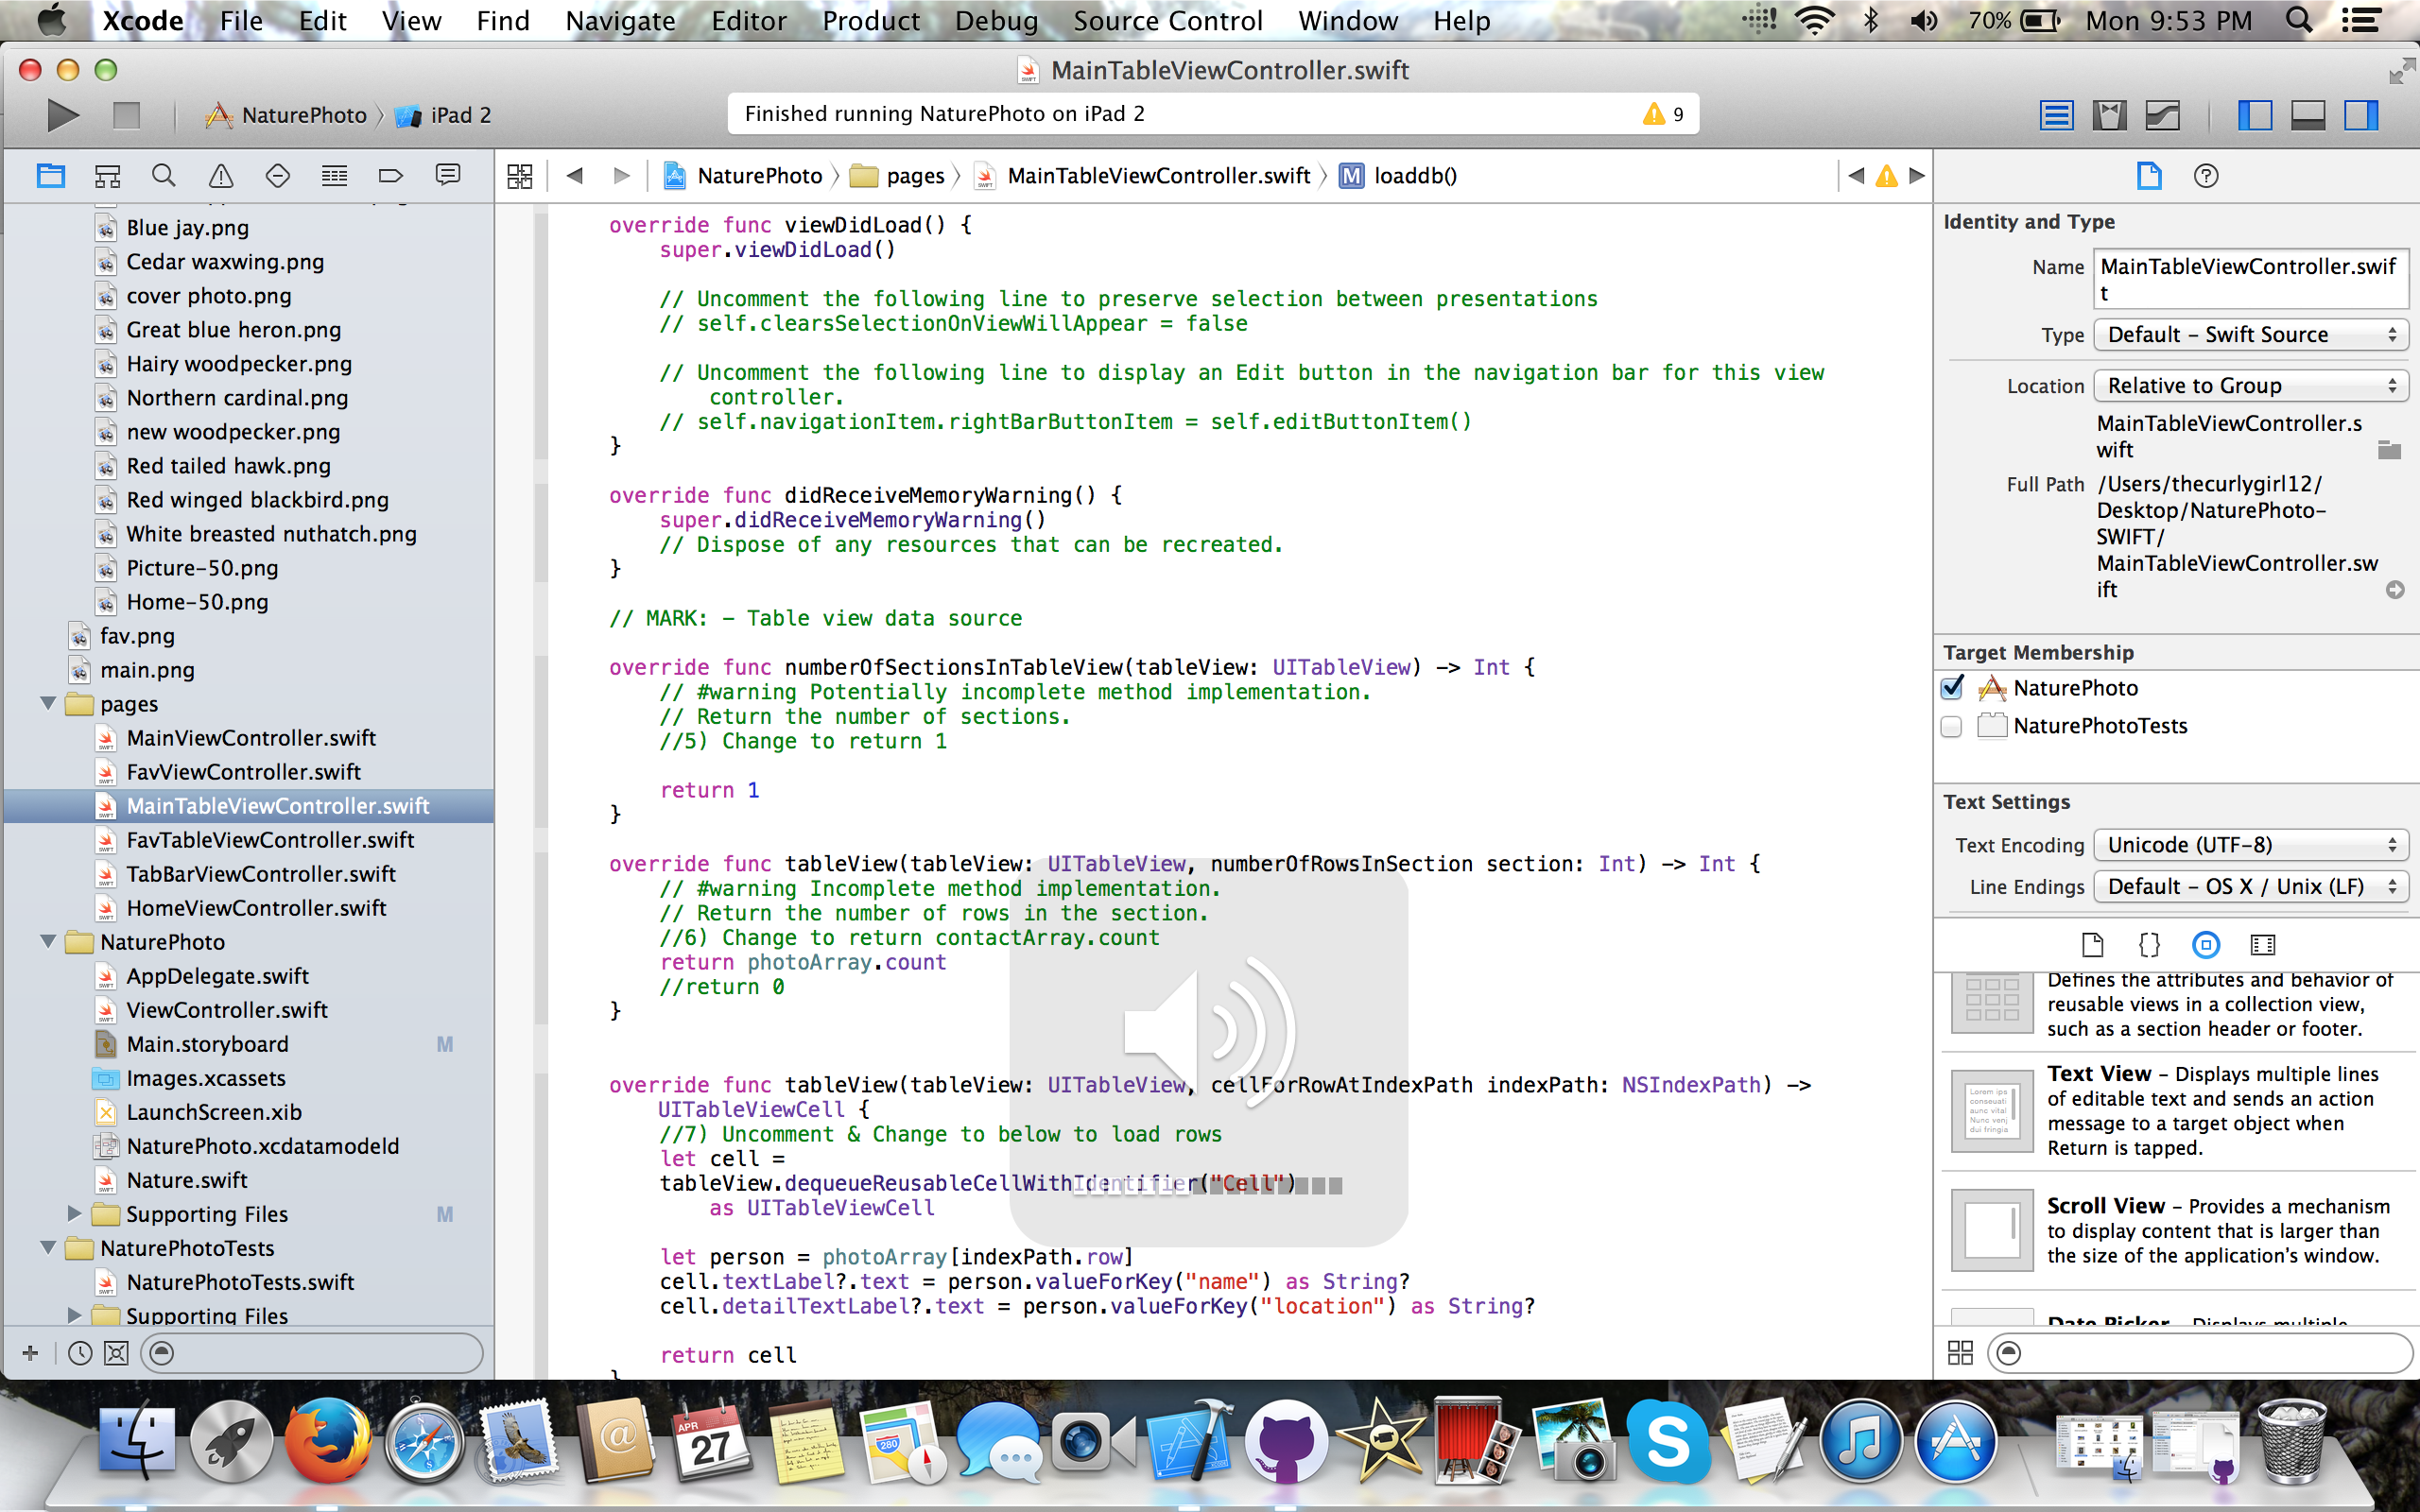 Xcode File Edit View Find Navigate Editor Product Debug Source Control Window Help 70% Mon 9:53 PM
MainTableViewController.swift
NaturePhoto iPad 2
Finished running NaturePhoto on iPad 2
9
NaturePhoto pages MainTableViewController.swift M loaddb()
Blue jay.png
Cedar waxwing.png
cover photo.png
Great blue heron.png
Hairy woodpecker.png
Northern cardinal.png
new woodpecker.png
Red tailed hawk.png
Red winged blackbird.png
White breasted nuthatch.png
Picture-50.png
Home-50.png
fav.png
main.png
pages
MainViewController.swift
FavViewController.swift
MainTableViewController.swift
FavTableViewController.swift
TabBarViewController.swift
HomeViewController.swift
NaturePhoto
AppDelegate.swift
ViewController.swift
Main.storyboard M
Images.xcassets
LaunchScreen.xib
NaturePhoto.xcdatamodeld
Nature.swift
Supporting Files M
NaturePhotoTests
NaturePhotoTests.swift
Supporting Files
override func viewDidLoad() {
super.viewDidLoad()
// Uncomment the following line to preserve selection between presentations
// self.clearsSelectionOnViewWillAppear = false
// Uncomment the following line to display an Edit button in the navigation bar for this view
controller.
// self.navigationItem.rightBarButtonItem = self.editButtonItem()
}
override func didReceiveMemoryWarning() {
super.didReceiveMemoryWarning()
// Dispose of any resources that can be recreated.
}
// MARK: - Table view data source
override func numberOfSectionsInTableView(tableView: UITableView) -> Int {
// #warning Potentially incomplete method implementation.
// Return the number of sections.
//5) Change to return 1
return 1
}
override func tableView(tableView: UITableView, numberOfRowsInSection section: Int) -> Int {
// #warning Incomplete method implementation.
// Return the number of rows in the section.
//6) Change to return contactArray.count
return photoArray.count
//return 0
}
override func tableView(tableView: UITableView, cellForRowAtIndexPath indexPath: NSIndexPath) ->
UITableViewCell {
//7) Uncomment & Change to below to load rows
let cell =
tableView.dequeueReusableCellWithIdentifier("Cell")
as UITableViewCell
let person = photoArray[indexPath.row]
cell.textLabel?.text = person.valueForKey("name") as String?
cell.detailTextLabel?.text = person.valueForKey("location") as String?
return cell
}
Identity and Type
Name MainTableViewController.swif
t
Type Default - Swift Source
Location Relative to Group
MainTableViewController.s
wift
Full Path /Users/thecurlygirl12/
Desktop/NaturePhoto-
SWIFT/
MainTableViewController.sw
ift
Target Membership
NaturePhoto
NaturePhotoTests
Text Settings
Text Encoding Unicode (UTF-8)
Line Endings Default - OS X / Unix (LF)
Defines the attributes and behavior of
reusable views in a collection view,
such as a section header or footer.
Text View - Displays multiple lines
of editable text and sends an action
message to a target object when
Return is tapped.
Scroll View - Provides a mechanism
to display content that is larger than
the size of the application's window.
Date Picker - Displays multiple
APR
27
280